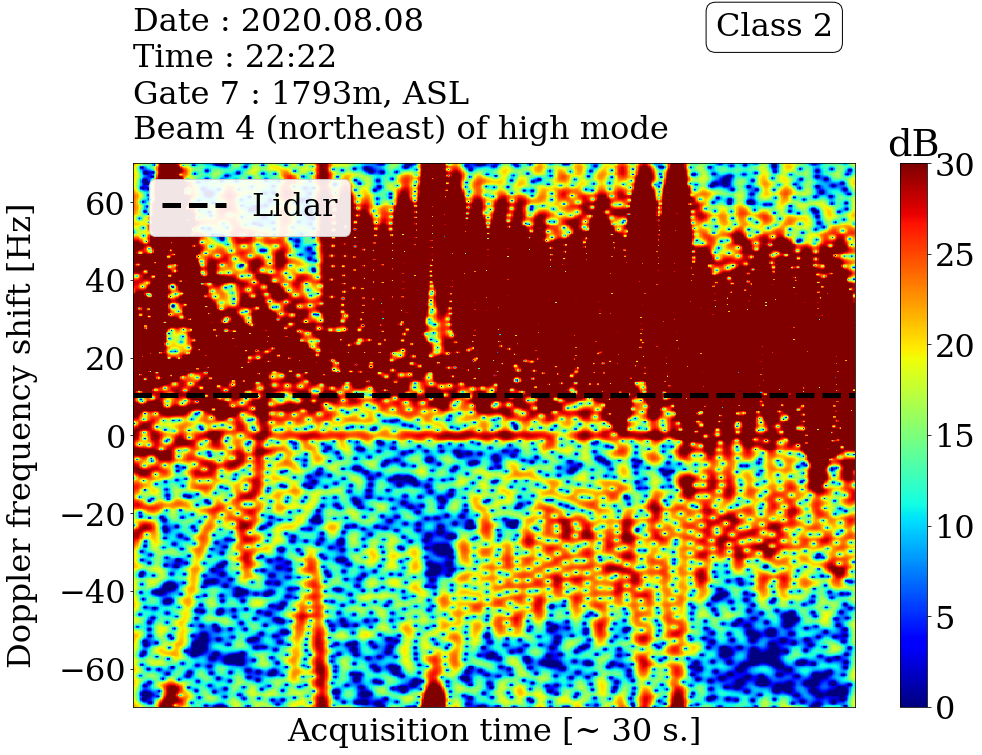 Date : 2020.08.08
Time : 22:22
Gate 7 : 1793m, ASL
Beam 4 (northeast) of high mode
Class 2
dB
Lidar
Doppler frequency shift [Hz]
60
40
20
0
−20
−40
−60
30
25
20
15
10
5
0
Acquisition time [~ 30 s.]